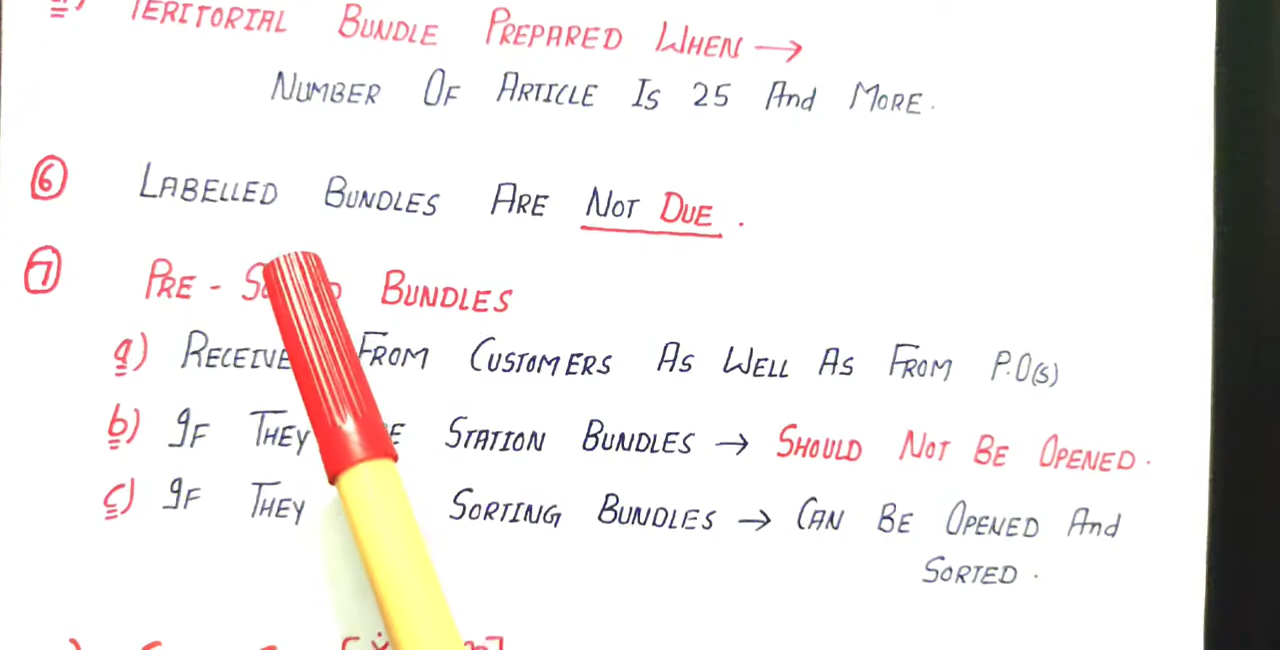 TERITORIAL BUNDLE PREPARED WHEN →
NUMBER OF ARTICLE IS 25 And MORE.
6 LABELLED BUNDLES ARE NOT DUE.
7 PRE - BUNDLES
a) FROM CUSTOMERS AS WELL AS FROM P.O(s)
b) IF THEY STATION BUNDLES → SHOULD NOT BE OPENED.
c) IF THEY SORTING BUNDLES → CAN BE OPENED And
SORTED.